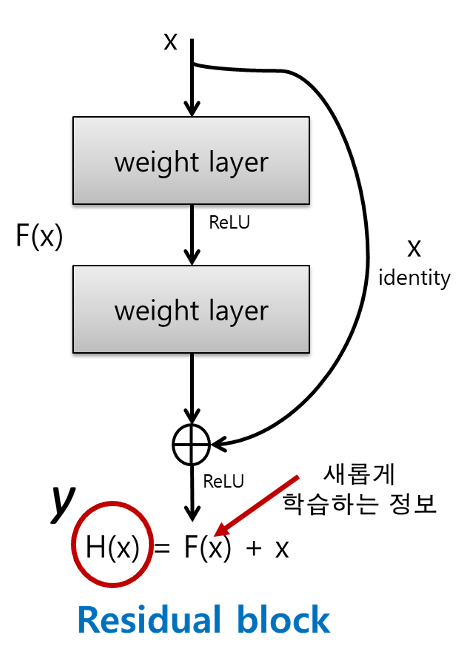 x
weight layer
ReLU
F(x)
weight layer
x
identity
ReLU
새롭게
학습하는 정보
y
H(x) = F(x) + x
Residual block